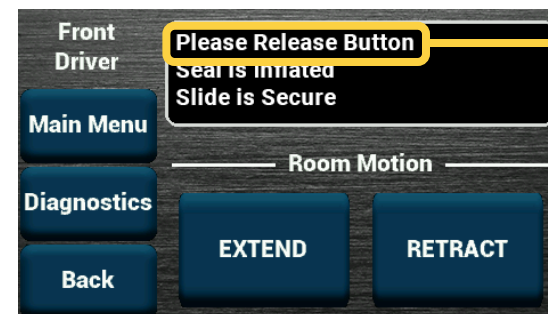 Front
Driver
Please Release Button
Seal is Inflated
Slide is Secure
Main Menu
Room Motion
Diagnostics
EXTEND
RETRACT
Back